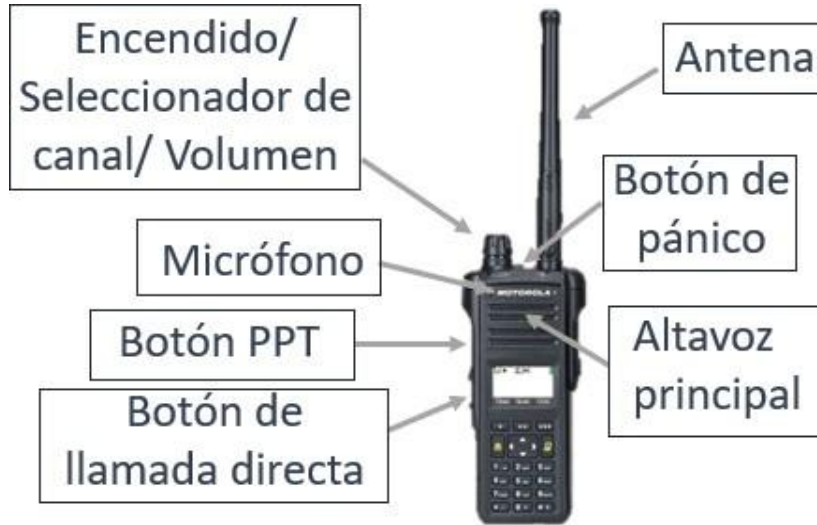 Encendido/
Seleccionador de
canal/ Volumen
Antena
Botón de
pánico
Micrófono
MOTOROLA
Botón PPT
Altavoz
principal
Botón de
llamada directa